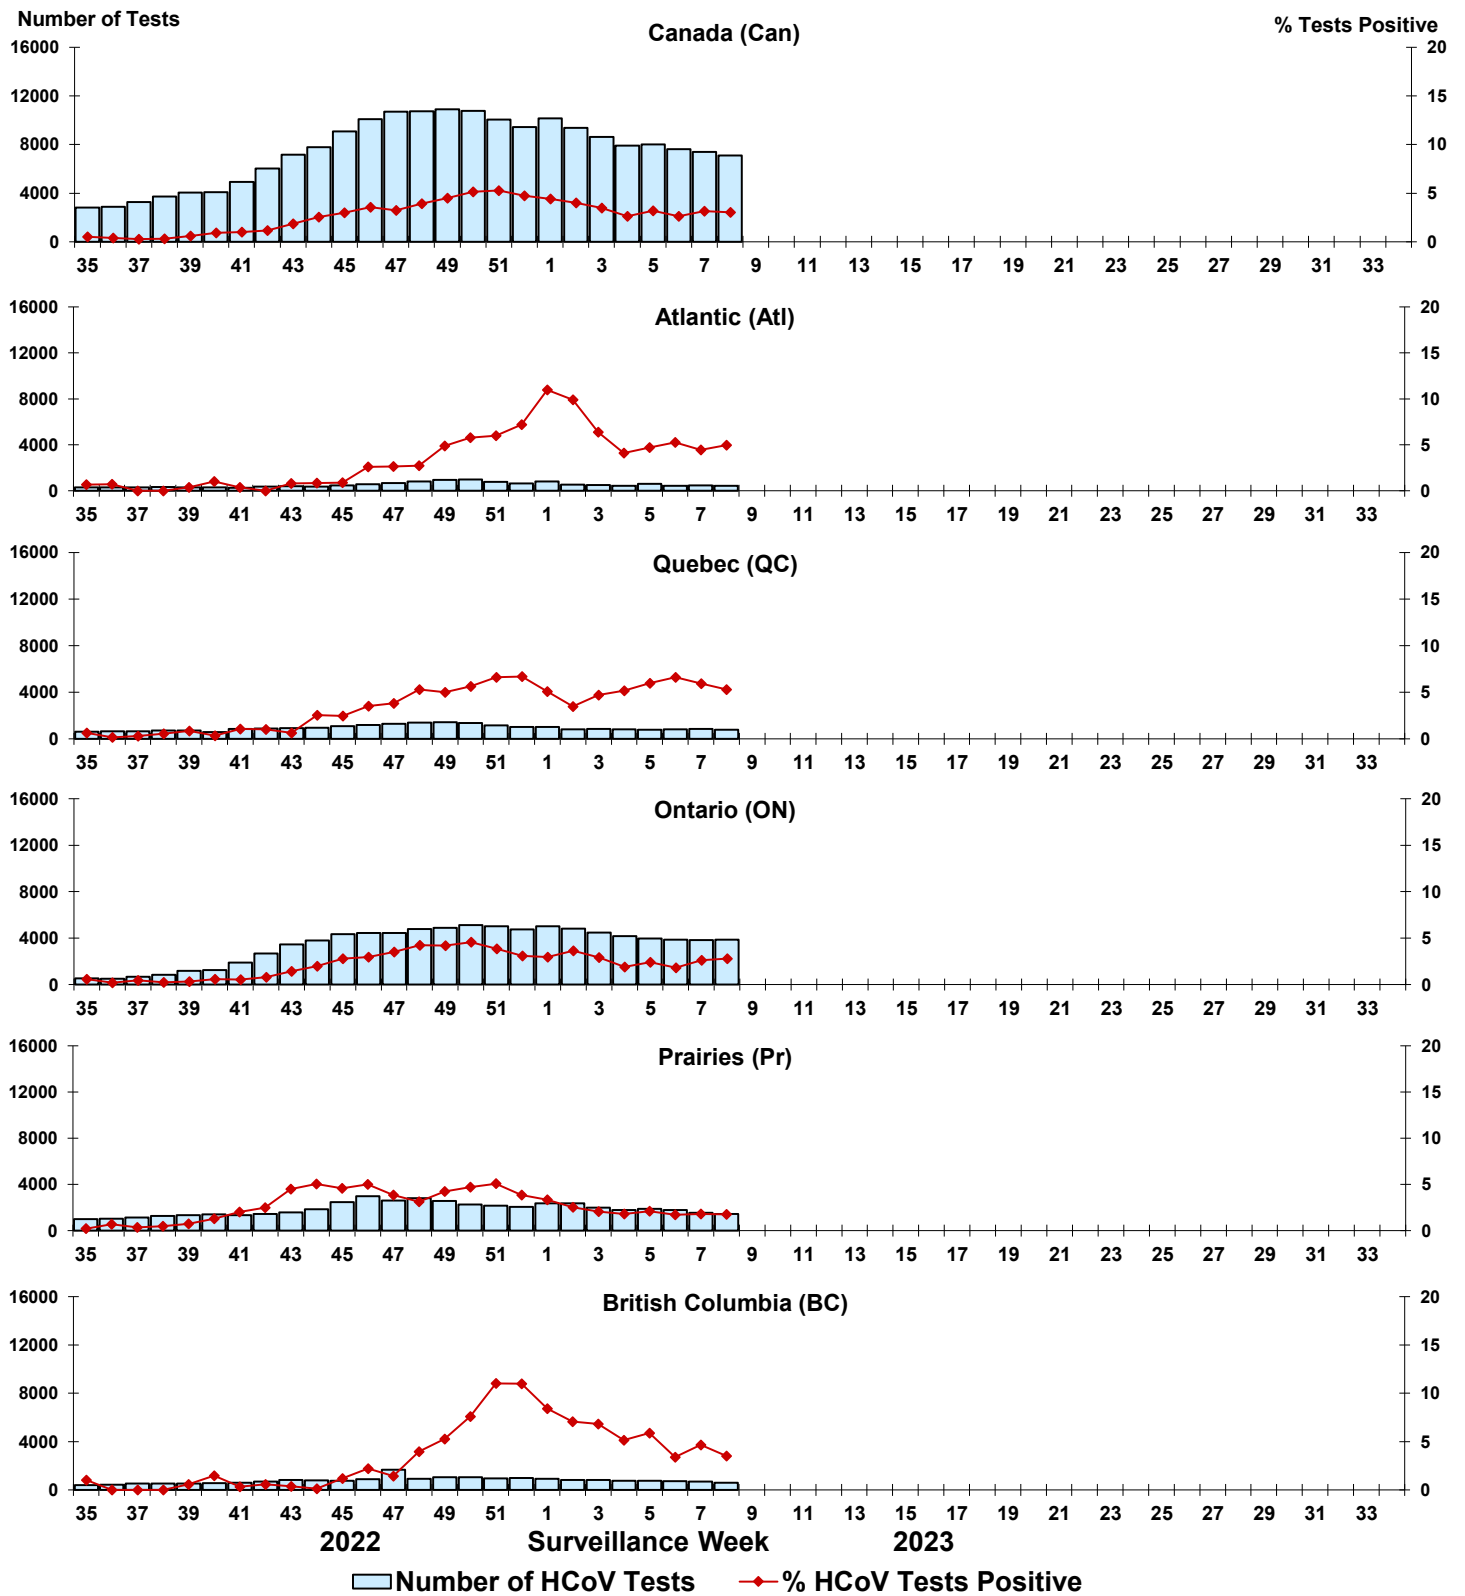 Number of Tests
% Tests Positive
Canada (Can)
16000 12000 8000 4000 0
20 15 10 5 0
35 37 39 41 43 45 47 49 51 1 3 5 7 9 11 13 15 17 19 21 23 25 27 29 31 33
Atlantic (Atl)
16000 12000 8000 4000 0
20 15 10 5 0
35 37 39 41 43 45 47 49 51 1 3 5 7 9 11 13 15 17 19 21 23 25 27 29 31 33
Quebec (QC)
16000 12000 8000 4000 0
20 15 10 5 0
35 37 39 41 43 45 47 49 51 1 3 5 7 9 11 13 15 17 19 21 23 25 27 29 31 33
Ontario (ON)
16000 12000 8000 4000 0
20 15 10 5 0
35 37 39 41 43 45 47 49 51 1 3 5 7 9 11 13 15 17 19 21 23 25 27 29 31 33
Prairies (Pr)
16000 12000 8000 4000 0
20 15 10 5 0
35 37 39 41 43 45 47 49 51 1 3 5 7 9 11 13 15 17 19 21 23 25 27 29 31 33
British Columbia (BC)
16000 12000 8000 4000 0
20 15 10 5 0
35 37 39 41 43 45 47 49 51 1 3 5 7 9 11 13 15 17 19 21 23 25 27 29 31 33
2022 Surveillance Week 2023
Number of HCoV Tests % HCoV Tests Positive